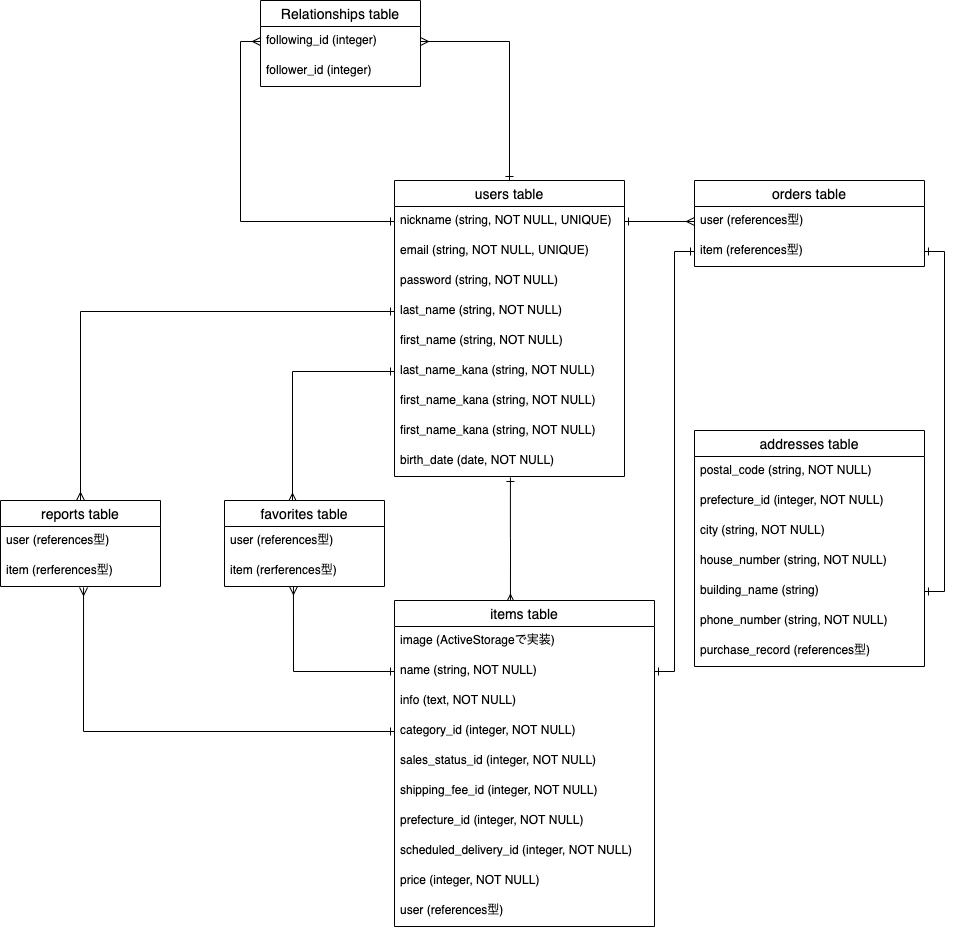 Relationships table
following_id (integer)
follower_id (integer)
users table
nickname (string, NOT NULL, UNIQUE)
email (string, NOT NULL, UNIQUE)
password (string, NOT NULL)
last_name (string, NOT NULL)
first_name (string, NOT NULL)
last_name_kana (string, NOT NULL)
first_name_kana (string, NOT NULL)
first_name_kana (string, NOT NULL)
birth_date (date, NOT NULL)
orders table
user (references型)
item (references型)
addresses table
postal_code (string, NOT NULL)
prefecture_id (integer, NOT NULL)
city (string, NOT NULL)
house_number (string, NOT NULL)
building_name (string)
phone_number (string, NOT NULL)
purchase_record (references型)
reports table
user (references型)
item (rerferences型)
favorites table
user (references型)
item (rerferences型)
items table
image (ActiveStorageで実装)
name (string, NOT NULL)
info (text, NOT NULL)
category_id (integer, NOT NULL)
sales_status_id (integer, NOT NULL)
shipping_fee_id (integer, NOT NULL)
prefecture_id (integer, NOT NULL)
scheduled_delivery_id (integer, NOT NULL)
price (integer, NOT NULL)
user (references型)